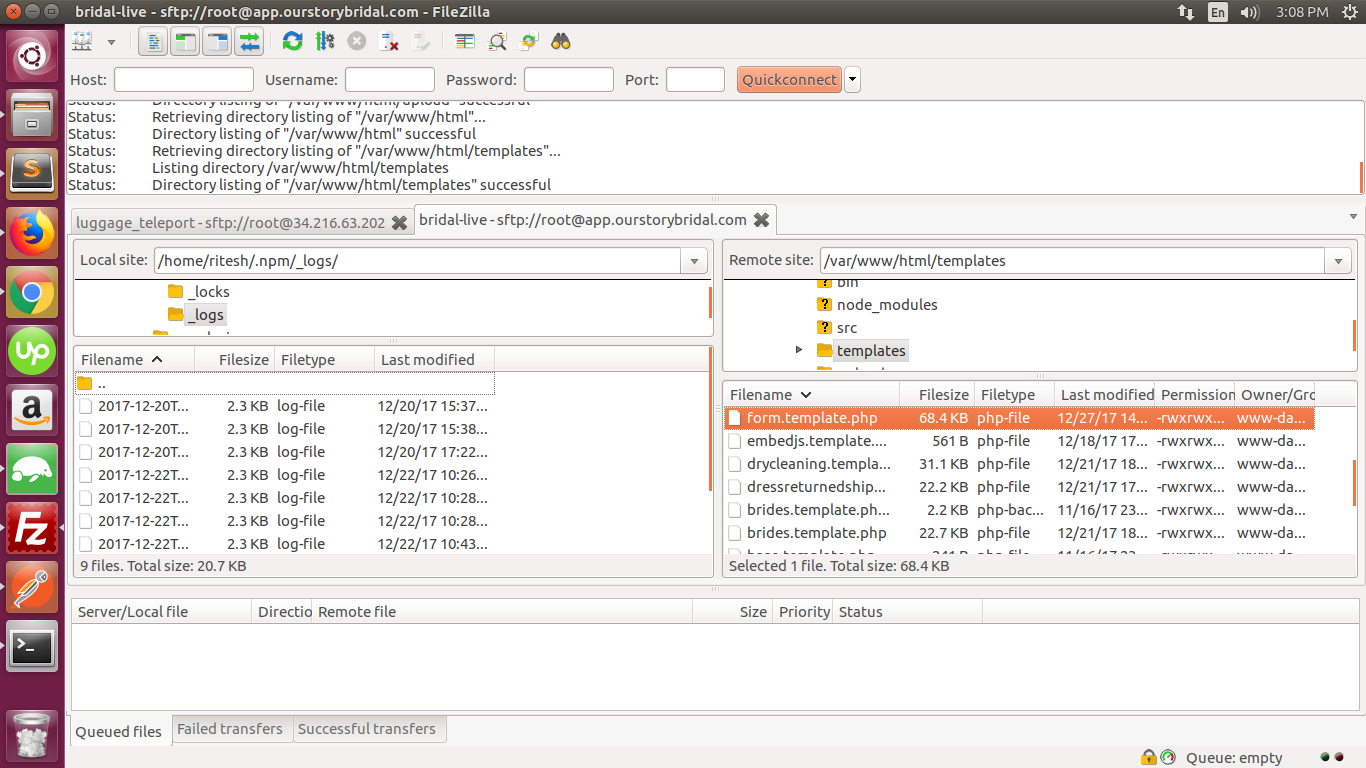 bridal-live - sftp://root@app.ourstorybridal.com - FileZilla
En 3:08 PM
Host: Username: Password: Port: Quickconnect
Status: Directory listing of "/var/www/html/upload" successful
Status: Retrieving directory listing of "/var/www/html"...
Status: Directory listing of "/var/www/html" successful
Status: Retrieving directory listing of "/var/www/html/templates"...
Status: Listing directory /var/www/html/templates
Status: Directory listing of "/var/www/html/templates" successful
luggage_teleport - sftp://root@34.216.63.202
bridal-live - sftp://root@app.ourstorybridal.com
Local site: /home/ritesh/.npm/_logs/
_locks
_logs
Filename Filesize Filetype Last modified
..
2017-12-20T... 2.3 KB log-file 12/20/17 15:37...
2017-12-20T... 2.3 KB log-file 12/20/17 15:38...
2017-12-20T... 2.3 KB log-file 12/20/17 17:22...
2017-12-22T... 2.3 KB log-file 12/22/17 10:26...
2017-12-22T... 2.3 KB log-file 12/22/17 10:28...
2017-12-22T... 2.3 KB log-file 12/22/17 10:28...
2017-12-22T... 2.3 KB log-file 12/22/17 10:43...
9 files. Total size: 20.7 KB
Remote site: /var/www/html/templates
bin
node_modules
src
templates
Filename Filesize Filetype Last modified Permission Owner/Gro
form.template.php 68.4 KB php-file 12/27/17 14... -rwxrwx... www-da...
embedjs.template.... 561 B php-file 12/18/17 17... -rwxrwx... www-da...
drycleaning.templa... 31.1 KB php-file 12/21/17 18... -rwxrwx... www-da...
dressreturnedship... 22.2 KB php-file 12/21/17 17... -rwxrwx... www-da...
brides.template.ph... 2.2 KB php-bac... 11/16/17 23... -rwxrwx... www-da...
brides.template.php 22.7 KB php-file 12/21/17 18... -rwxrwx... www-da...
Selected 1 file. Total size: 68.4 KB
Server/Local file Directio Remote file Size Priority Status
Queued files Failed transfers Successful transfers
Queue: empty